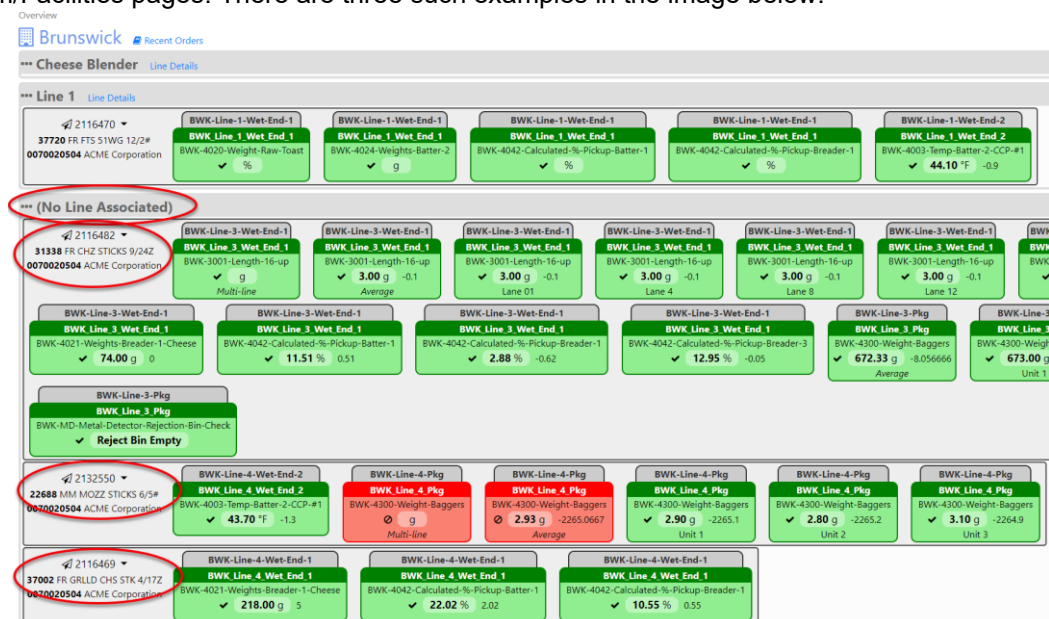 n/Facilities pages. There are three such examples in the image below.
Overview
Brunswick Recent Orders
Cheese Blender Line Details
Line 1 Line Details
2116470
37720 FR FTS 51WG 12/2#
0070020504 ACME Corporation
BWK-Line-1-Wet-End-1
BWK_Line_1_Wet_End_1
BWK-4020-Weight-Raw-Toast
%
BWK-Line-1-Wet-End-1
BWK_Line_1_Wet_End_1
BWK-4024-Weights-Batter-2
g
BWK-Line-1-Wet-End-1
BWK_Line_1_Wet_End_1
BWK-4042-Calculated-%-Pickup-Batter-1
%
BWK-Line-1-Wet-End-1
BWK_Line_1_Wet_End_1
BWK-4042-Calculated-%-Pickup-Breader-1
%
BWK-Line-1-Wet-End-2
BWK_Line_1_Wet_End_2
BWK-4003-Temp-Batter-2-CCP-#1
44.10 °F -0.9
(No Line Associated)
2116482
31338 FR CHZ STICKS 9/24Z
0070020504 ACME Corporation
BWK-Line-3-Wet-End-1
BWK_Line_3_Wet_End_1
BWK-3001-Length-16-up
g
Multi-line
BWK-Line-3-Wet-End-1
BWK_Line_3_Wet_End_1
BWK-3001-Length-16-up
3.00 g -0.1
Average
BWK-Line-3-Wet-End-1
BWK_Line_3_Wet_End_1
BWK-3001-Length-16-up
3.00 g -0.1
Lane 01
BWK-Line-3-Wet-End-1
BWK_Line_3_Wet_End_1
BWK-3001-Length-16-up
3.00 g -0.1
Lane 4
BWK-Line-3-Wet-End-1
BWK_Line_3_Wet_End_1
BWK-3001-Length-16-up
3.00 g -0.1
Lane 8
BWK-Line-3-Wet-End-1
BWK_Line_3_Wet_End_1
BWK-3001-Length-16-up
3.00 g -0.1
Lane 12
BWK
BWK_
BWK-
BWK-Line-3-Wet-End-1
BWK_Line_3_Wet_End_1
BWK-4021-Weights-Breader-1-Cheese
74.00 g 0
BWK-Line-3-Wet-End-1
BWK_Line_3_Wet_End_1
BWK-4042-Calculated-%-Pickup-Batter-1
11.51 % 0.51
BWK-Line-3-Wet-End-1
BWK_Line_3_Wet_End_1
BWK-4042-Calculated-%-Pickup-Breader-1
2.88 % -0.62
BWK-Line-3-Wet-End-1
BWK_Line_3_Wet_End_1
BWK-4042-Calculated-%-Pickup-Breader-3
12.95 % -0.05
BWK-Line-3-Pkg
BWK_Line_3_Pkg
BWK-4300-Weight-Baggers
672.33 g -8.056666
Average
BWK-Line-3
BWK_Line_3
BWK-4300-Weigh
673.00 g
Unit 1
BWK-Line-3-Pkg
BWK_Line_3_Pkg
BWK-MD-Metal-Detector-Rejection-Bin-Check
Reject Bin Empty
2132550
22688 MM MOZZ STICKS 6/5#
0070020504 ACME Corporation
BWK-Line-4-Wet-End-2
BWK_Line_4_Wet_End_2
BWK-4003-Temp-Batter-2-CCP-#1
43.70 °F -1.3
BWK-Line-4-Pkg
BWK_Line_4_Pkg
BWK-4300-Weight-Baggers
g
Multi-line
BWK-Line-4-Pkg
BWK_Line_4_Pkg
BWK-4300-Weight-Baggers
2.93 g -2265.0667
Average
BWK-Line-4-Pkg
BWK_Line_4_Pkg
BWK-4300-Weight-Baggers
2.90 g -2265.1
Unit 1
BWK-Line-4-Pkg
BWK_Line_4_Pkg
BWK-4300-Weight-Baggers
2.80 g -2265.2
Unit 2
BWK-Line-4-Pkg
BWK_Line_4_Pkg
BWK-4300-Weight-Baggers
3.10 g -2264.9
Unit 3
2116469
37002 FR GRLLD CHS STK 4/17Z
0070020504 ACME Corporation
BWK-Line-4-Wet-End-1
BWK_Line_4_Wet_End_1
BWK-4021-Weights-Breader-1-Cheese
218.00 g 5
BWK-Line-4-Wet-End-1
BWK_Line_4_Wet_End_1
BWK-4042-Calculated-%-Pickup-Batter-1
22.02 % 2.02
BWK-Line-4-Wet-End-1
BWK_Line_4_Wet_End_1
BWK-4042-Calculated-%-Pickup-Breader-1
10.55 % 0.55